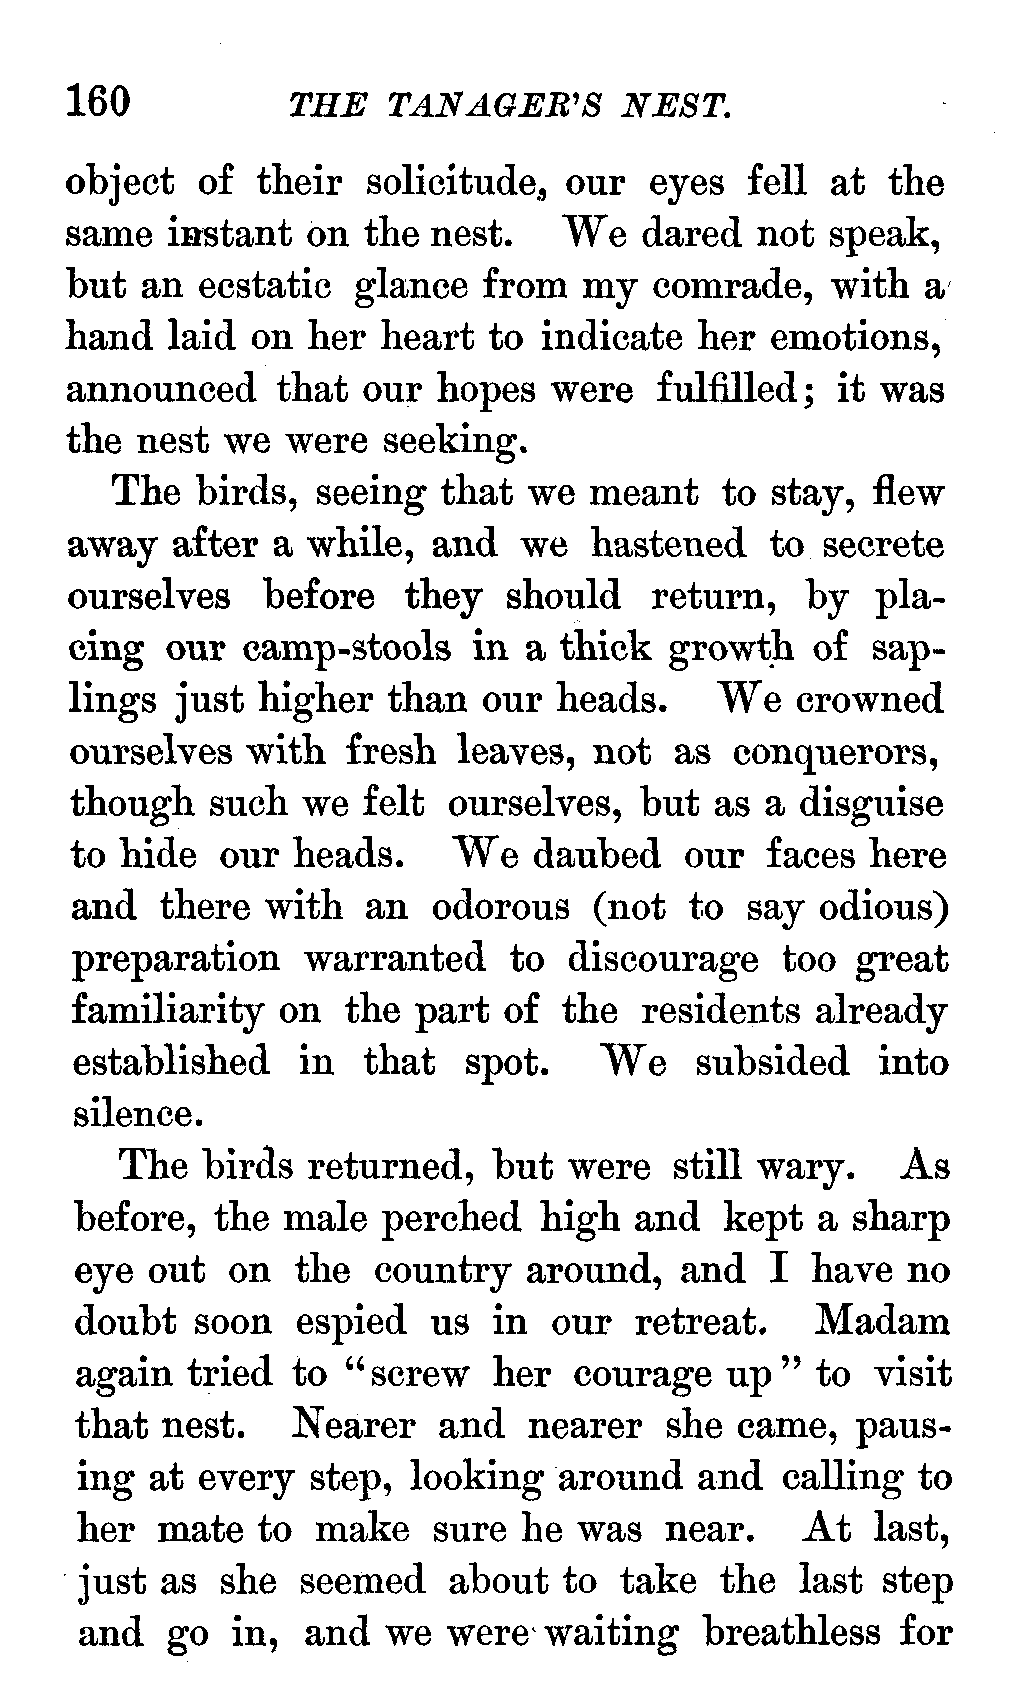 160 THE TANAGER'S NEST.
object of their solicitude, our eyes fell at the
same instant on the nest. We dared not speak,
but an ecstatic glance from my comrade, with a
hand laid on her heart to indicate her emotions,
announced that our hopes were fulfilled; it was
the nest we were seeking.
The birds, seeing that we meant to stay, flew
away after a while, and we hastened to secrete
ourselves before they should return, by pla-
cing our camp-stools in a thick growth of sap-
lings just higher than our heads. We crowned
ourselves with fresh leaves, not as conquerors,
though such we felt ourselves, but as a disguise
to hide our heads. We daubed our faces here
and there with an odorous (not to say odious)
preparation warranted to discourage too great
familiarity on the part of the residents already
established in that spot. We subsided into
silence.
The birds returned, but were still wary. As
before, the male perched high and kept a sharp
eye out on the country around, and I have no
doubt soon espied us in our retreat. Madam
again tried to "screw her courage up" to visit
that nest. Nearer and nearer she came, paus-
ing at every step, looking around and calling to
her mate to make sure he was near. At last,
just as she seemed about to take the last step
and go in, and we were waiting breathless for